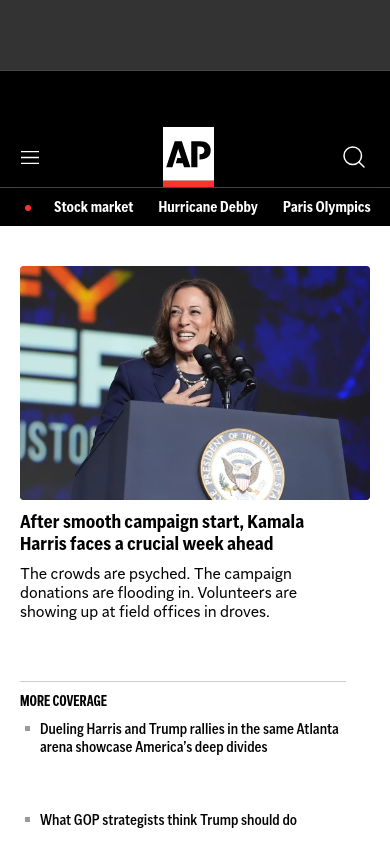 AP
Stock market
Hurricane Debby
Paris Olympics
After smooth campaign start, Kamala
Harris faces a crucial week ahead
The crowds are psyched. The campaign
donations are flooding in. Volunteers are
showing up at field offices in droves.
MORE COVERAGE
Dueling Harris and Trump rallies in the same Atlanta
arena showcase America's deep divides
What GOP strategists think Trump should do